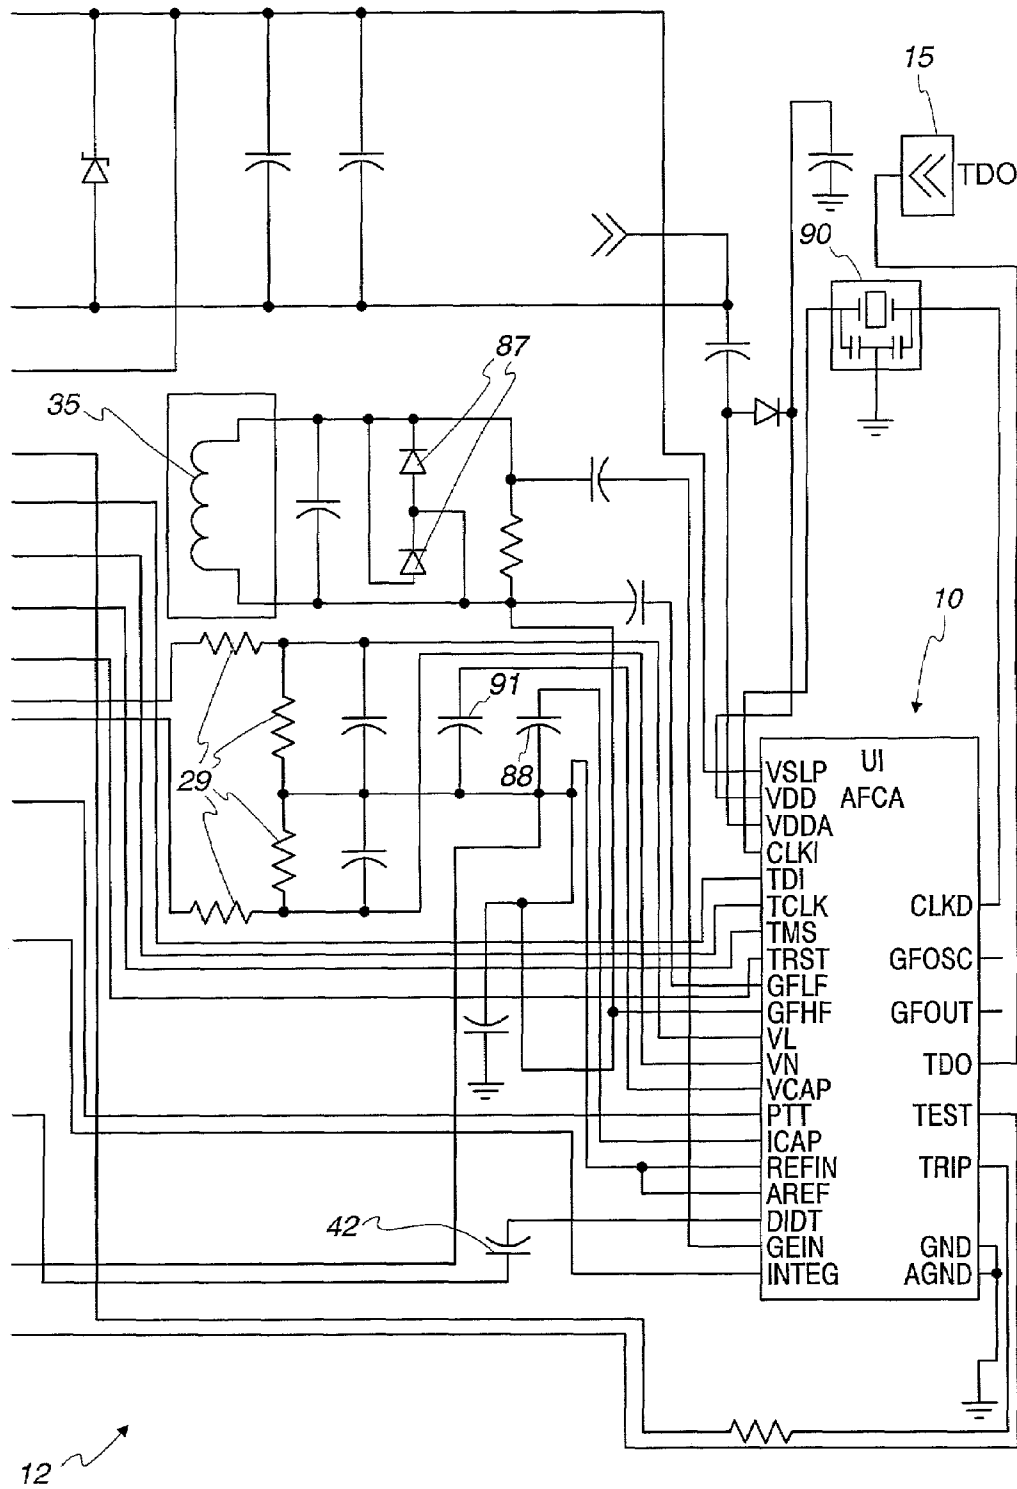 15
TDO
90
87
35
10
91
88
29
UI
AFCA
VSLP
VDD
VDDA
CLKI
TDI
TCLK
TMS
TRST
GFLF
GFHF
VL
VN
VCAP
PTT
ICAP
REFIN
AREF
DIDT
GEIN
INTEG
CLKD
GFOSC
GFOUT
TDO
TEST
TRIP
GND
AGND
42
12